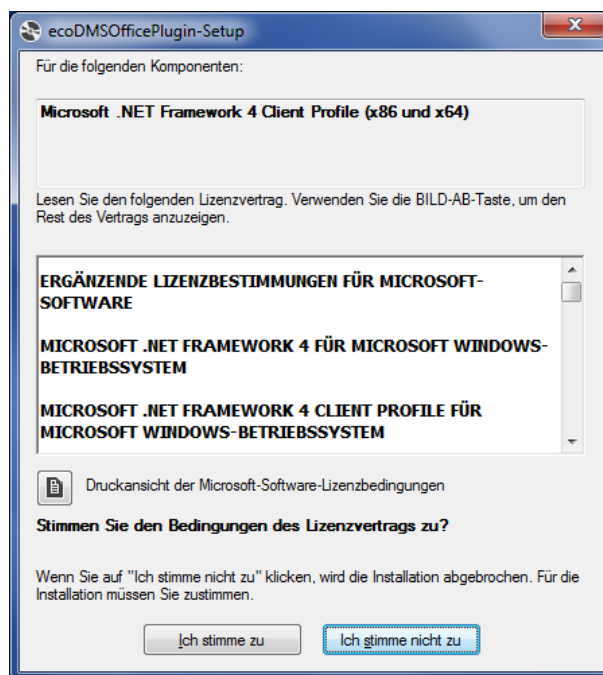 ecoDMSOfficePlugin-Setup
Für die folgenden Komponenten:
Microsoft .NET Framework 4 Client Profile (x86 und x64)
Lesen Sie den folgenden Lizenzvertrag. Verwenden Sie die BILD-AB-Taste, um den
Rest des Vertrags anzuzeigen.
ERGÄNZENDE LIZENZBESTIMMUNGEN FÜR MICROSOFT-
SOFTWARE
MICROSOFT .NET FRAMEWORK 4 FÜR MICROSOFT WINDOWS-
BETRIEBSSYSTEM
MICROSOFT .NET FRAMEWORK 4 CLIENT PROFILE FÜR
MICROSOFT WINDOWS-BETRIEBSSYSTEM
Druckansicht der Microsoft-Software-Lizenzbedingungen
Stimmen Sie den Bedingungen des Lizenzvertrags zu?
Wenn Sie auf "Ich stimme nicht zu" klicken, wird die Installation abgebrochen. Für die
Installation müssen Sie zustimmen.
Ich stimme zu
Ich stimme nicht zu